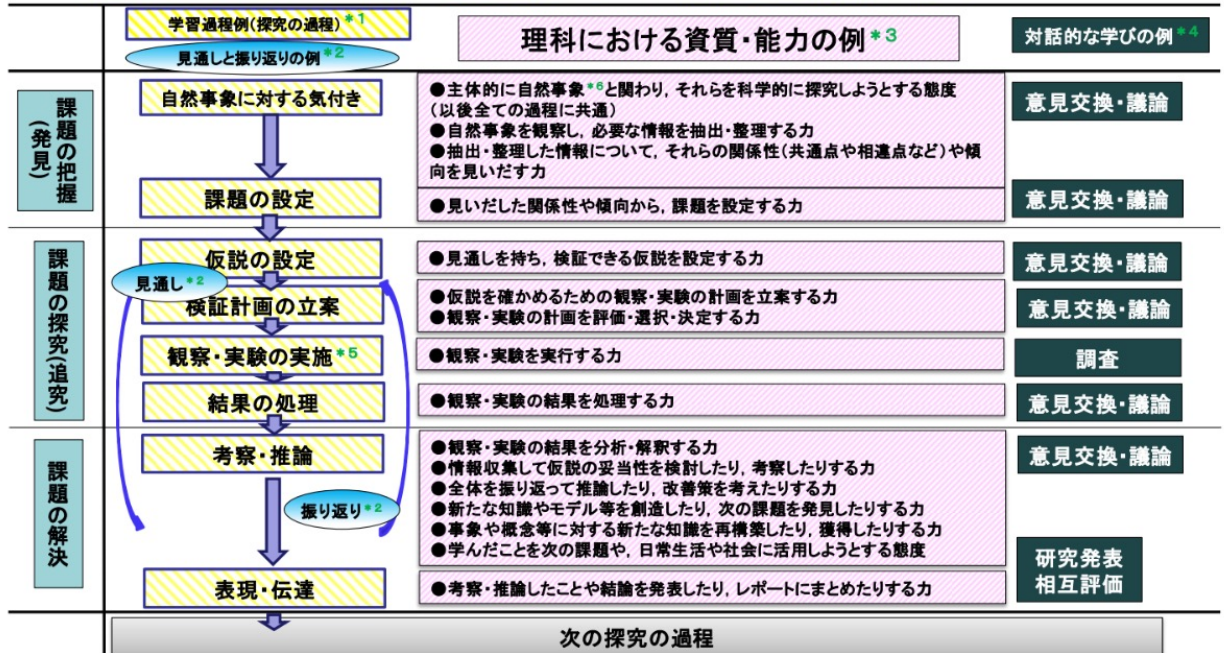 学習過程例(探究の過程)*1
見通しと振り返りの例*2
理科における資質・能力の例*3
対話的な学びの例*4
課題の把握(発見)
自然事象に対する気付き
●主体的に自然事象*6と関わり, それらを科学的に探究しようとする態度
(以後全ての過程に共通)
●自然事象を観察し, 必要な情報を抽出・整理する力
●抽出・整理した情報について, それらの関係性(共通点や相違点など)や傾
向を見いだす力
意見交換・議論
課題の設定
●見いだした関係性や傾向から, 課題を設定する力
意見交換・議論
課題の探究(追究)
仮説の設定
●見通しを持ち, 検証できる仮説を設定する力
意見交換・議論
見通し*2
検証計画の立案
●仮説を確かめるための観察・実験の計画を立案する力
●観察・実験の計画を評価・選択・決定する力
意見交換・議論
観察・実験の実施*5
●観察・実験を実行する力
調査
結果の処理
●観察・実験の結果を処理する力
意見交換・議論
課題の解決
考察・推論
●観察・実験の結果を分析・解釈する力
●情報収集して仮説の妥当性を検討したり, 考察したりする力
●全体を振り返って推論したり, 改善策を考えたりする力
●新たな知識やモデル等を創造したり, 次の課題を発見したりする力
●事象や概念等に対する新たな知識を再構築したり, 獲得したりする力
●学んだことを次の課題や, 日常生活や社会に活用しようとする態度
意見交換・議論
振り返り*2
表現・伝達
●考察・推論したことや結論を発表したり, レポートにまとめたりする力
研究発表
相互評価
次の探究の過程